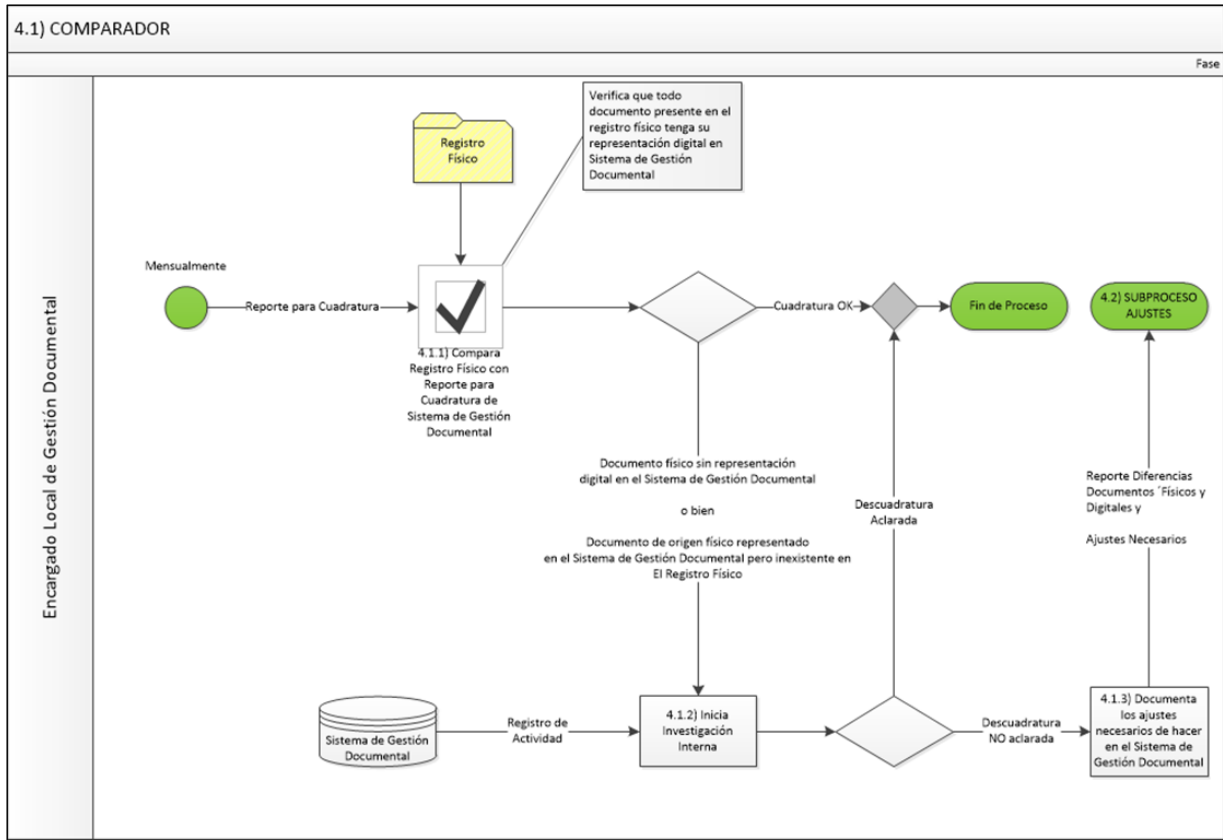 4.1) COMPARADOR
Fase
Encargado Local de Gestión Documental
Registro
Físico
Verifica que todo
documento presente en el
registro físico tenga su
representación digital en
Sistema de Gestión
Documental
Mensualmente
Reporte para Cuadratura
4.1.1) Compara
Registro Físico con
Reporte para
Cuadratura de
Sistema de Gestión
Documental
Cuadratura OK
Fin de Proceso
4.2) SUBPROCESO
AJUSTES
Documento físico sin representación
digital en el Sistema de Gestión Documental
o bien
Documento de origen físico representado
en el Sistema de Gestión Documental pero inexistente en
El Registro Físico
Descuadratura
Aclarada
Reporte Diferencias
Documentos ´Físicos y
Digitales y
Ajustes Necesarios
Sistema de Gestión
Documental
Registro de
Actividad
4.1.2) Inicia
Investigación
Interna
Descuadratura
NO aclarada
4.1.3) Documenta
los ajustes
necesarios de hacer
en el Sistema de
Gestión Documental